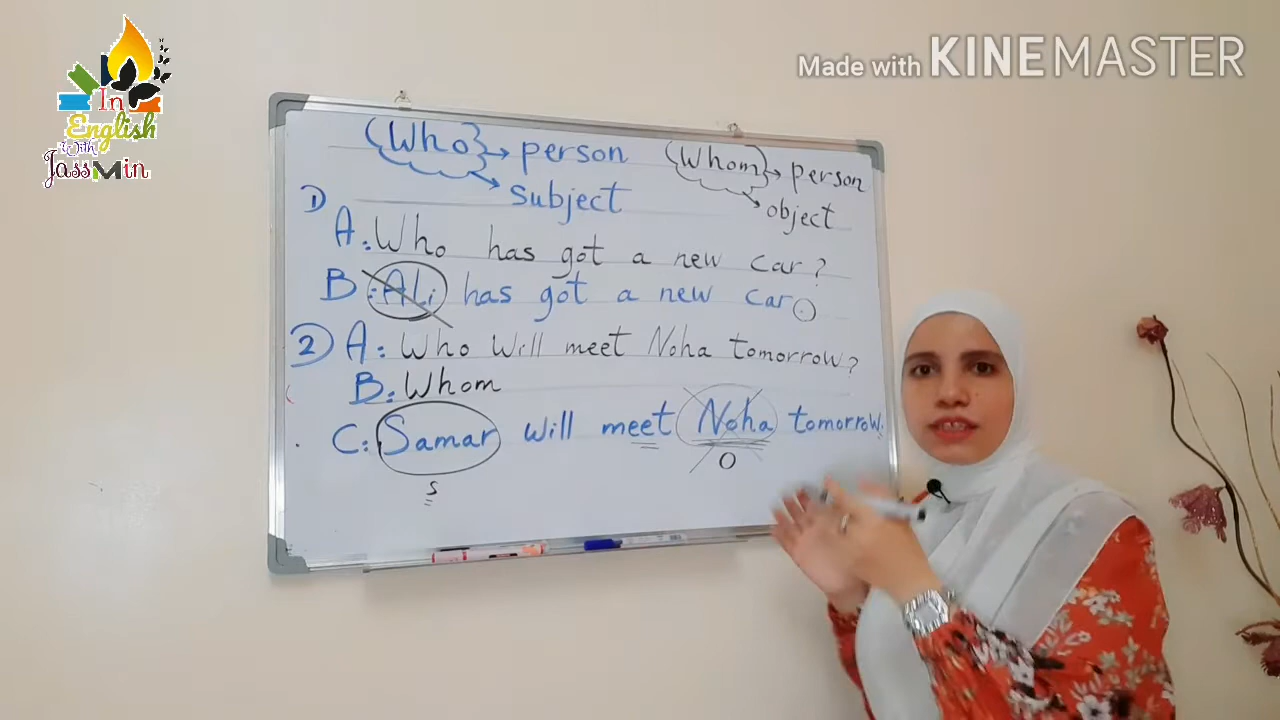 In
English
with
JassMin
Made with KINEMASTER
{Who} → person
→ subject
{Whom} → person
→ object
1) A: Who has got a new car?
B: Ali has got a new car.
2) A: Who will meet Noha tomorrow?
B: Whom
C: Samar will meet Noha tomorrow.
S
O